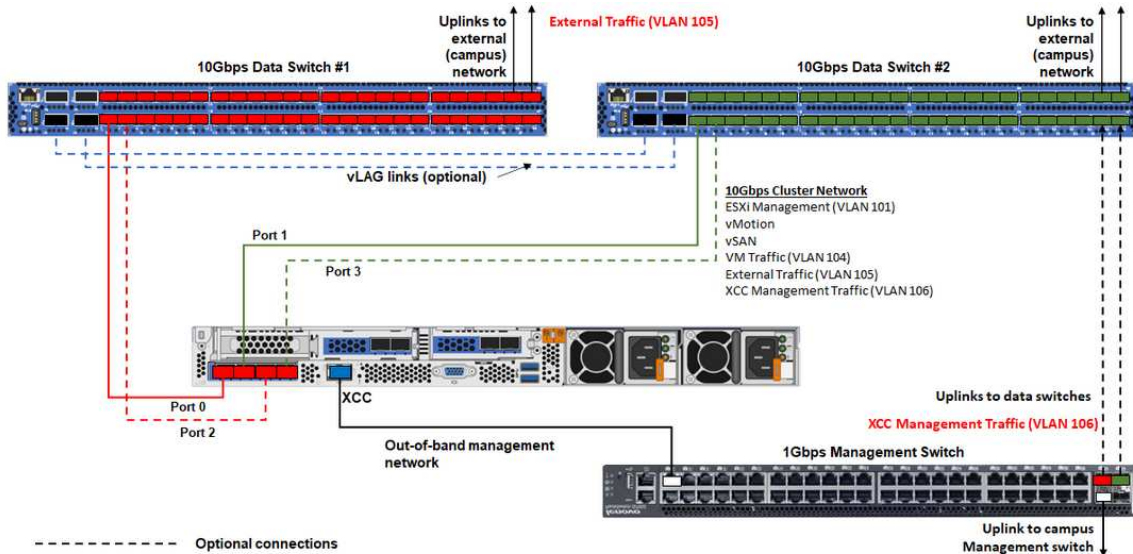 Uplinks to
external
(campus)
network
External Traffic (VLAN 105)
Uplinks to
external
(campus)
network
10Gbps Data Switch #1
10Gbps Data Switch #2
vLAG links (optional)
10Gbps Cluster Network
ESXi Management (VLAN 101)
vMotion
vSAN
VM Traffic (VLAN 104)
External Traffic (VLAN 105)
XCC Management Traffic (VLAN 106)
Port 1
Port 3
Port 0
Port 2
XCC
Out-of-band management
network
Uplinks to data switches
XCC Management Traffic (VLAN 106)
1Gbps Management Switch
Lenovo
Uplink to campus
Management switch
Optional connections